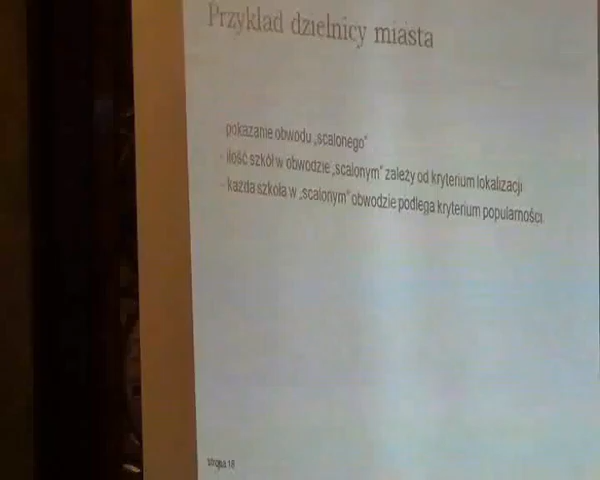 Przykład dzielnicy miasta
pokazanie obwodu „scalonego"
- ilość szkół w obwodzie „scalonym" zależy od kryterium lokalizacji
- każda szkoła w „scalonym" obwodzie podlega kryterium popularności
Strona 18